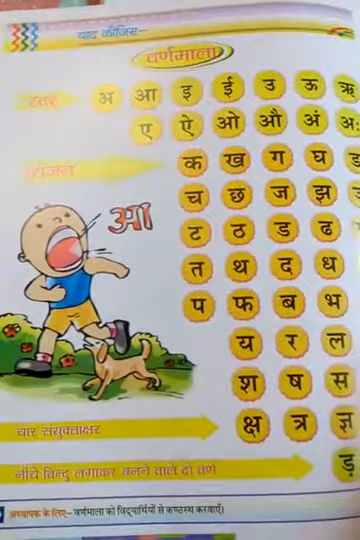 याद कीजिए–
वर्णमाला
स्वर अ आ इ ई उ ऊ ऋ
ए ऐ ओ औ अं अः
व्यंजन क ख ग घ
च छ ज झ
आ
ट ठ ड ढ
त थ द ध
प फ ब भ
य र ल
श ष स
चार संयुक्ताक्षर क्ष त्र ज्ञ
नीचे बिन्दु लगाकर बनने वाले दो वर्ण ड़
अध्यापक के लिए– वर्णमाला को विद्यार्थियों से कण्ठस्थ करवाएँ।